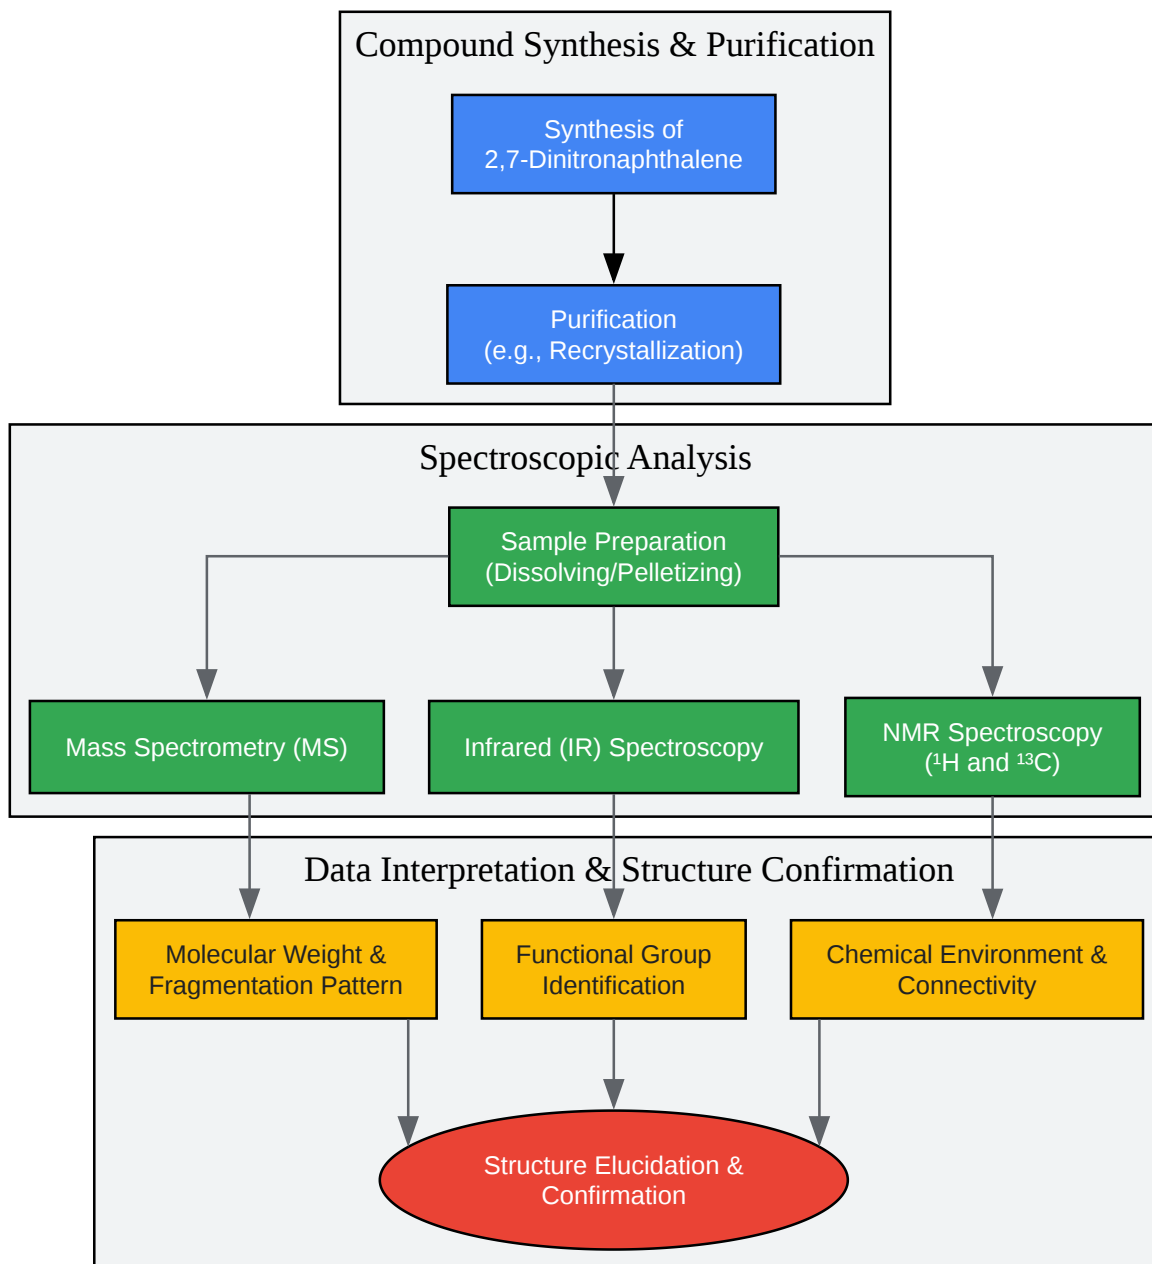 Compound Synthesis & Purification
Synthesis of
2,7-Dinitronaphthalene
Purification
(e.g., Recrystallization)
Spectroscopic Analysis
Sample Preparation
(Dissolving/Pelletizing)
Mass Spectrometry (MS)
Infrared (IR) Spectroscopy
NMR Spectroscopy
(¹H and ¹³C)
Data Interpretation & Structure Confirmation
Molecular Weight &
Fragmentation Pattern
Functional Group
Identification
Chemical Environment &
Connectivity
Structure Elucidation &
Confirmation